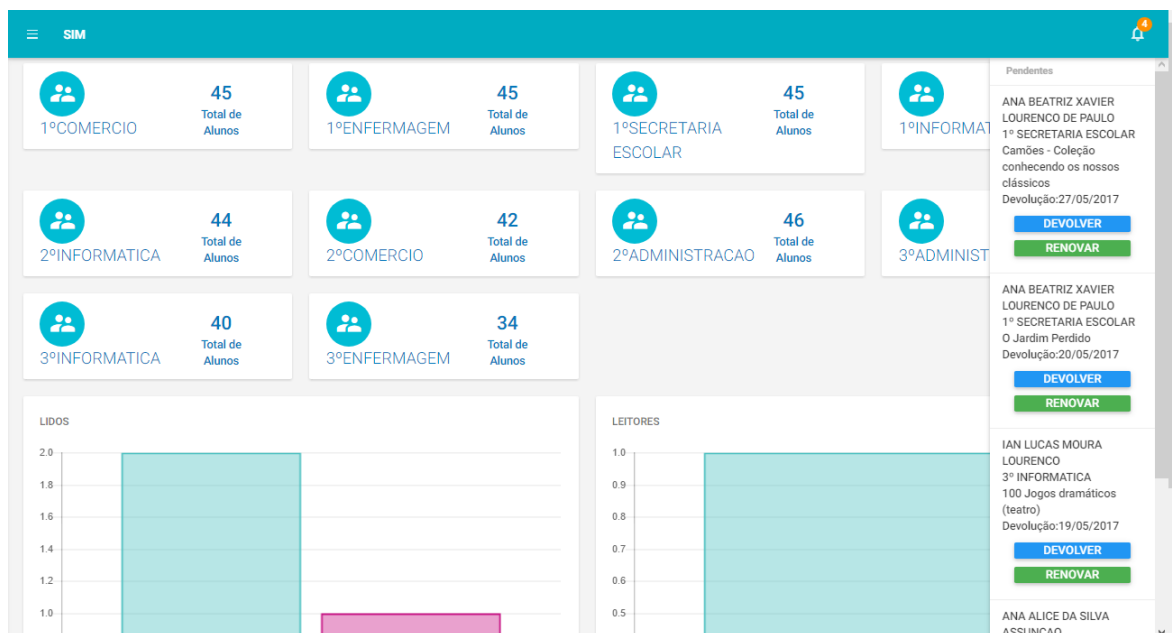 SIM
4
45
Total de
Alunos
1ºCOMERCIO
45
Total de
Alunos
1ºENFERMAGEM
45
Total de
Alunos
1ºSECRETARIA
ESCOLAR
1ºINFORMAT
44
Total de
Alunos
2ºINFORMATICA
42
Total de
Alunos
2ºCOMERCIO
46
Total de
Alunos
2ºADMINISTRACAO
3ºADMINIST
40
Total de
Alunos
3ºINFORMATICA
34
Total de
Alunos
3ºENFERMAGEM
LIDOS
2.0
1.8
1.6
1.4
1.2
1.0
LEITORES
1.0
0.9
0.8
0.7
0.6
0.5
Pendentes
ANA BEATRIZ XAVIER
LOURENCO DE PAULO
1º SECRETARIA ESCOLAR
Camões - Coleção
conhecendo os nossos
clássicos
Devolução:27/05/2017
DEVOLVER
RENOVAR
ANA BEATRIZ XAVIER
LOURENCO DE PAULO
1º SECRETARIA ESCOLAR
O Jardim Perdido
Devolução:20/05/2017
DEVOLVER
RENOVAR
IAN LUCAS MOURA
LOURENCO
3º INFORMATICA
100 Jogos dramáticos
(teatro)
Devolução:19/05/2017
DEVOLVER
RENOVAR
ANA ALICE DA SILVA
ASSUNCAO